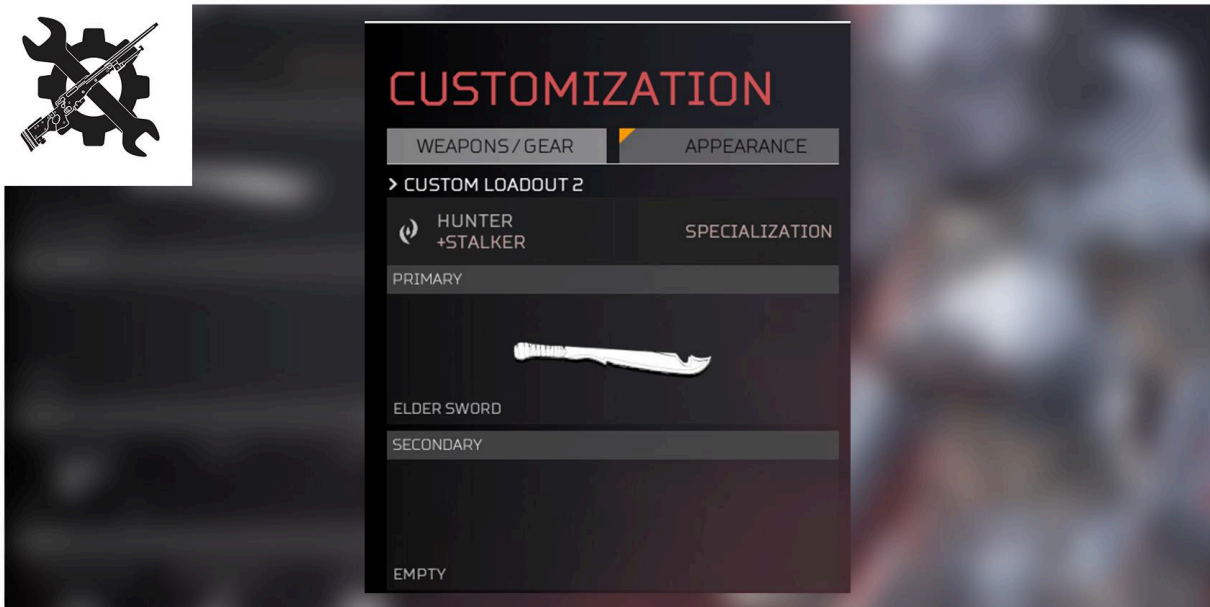 CUSTOMIZATION
WEAPONS/GEAR
APPEARANCE
> CUSTOM LOADOUT 2
HUNTER
+STALKER
SPECIALIZATION
PRIMARY
ELDER SWORD
SECONDARY
EMPTY